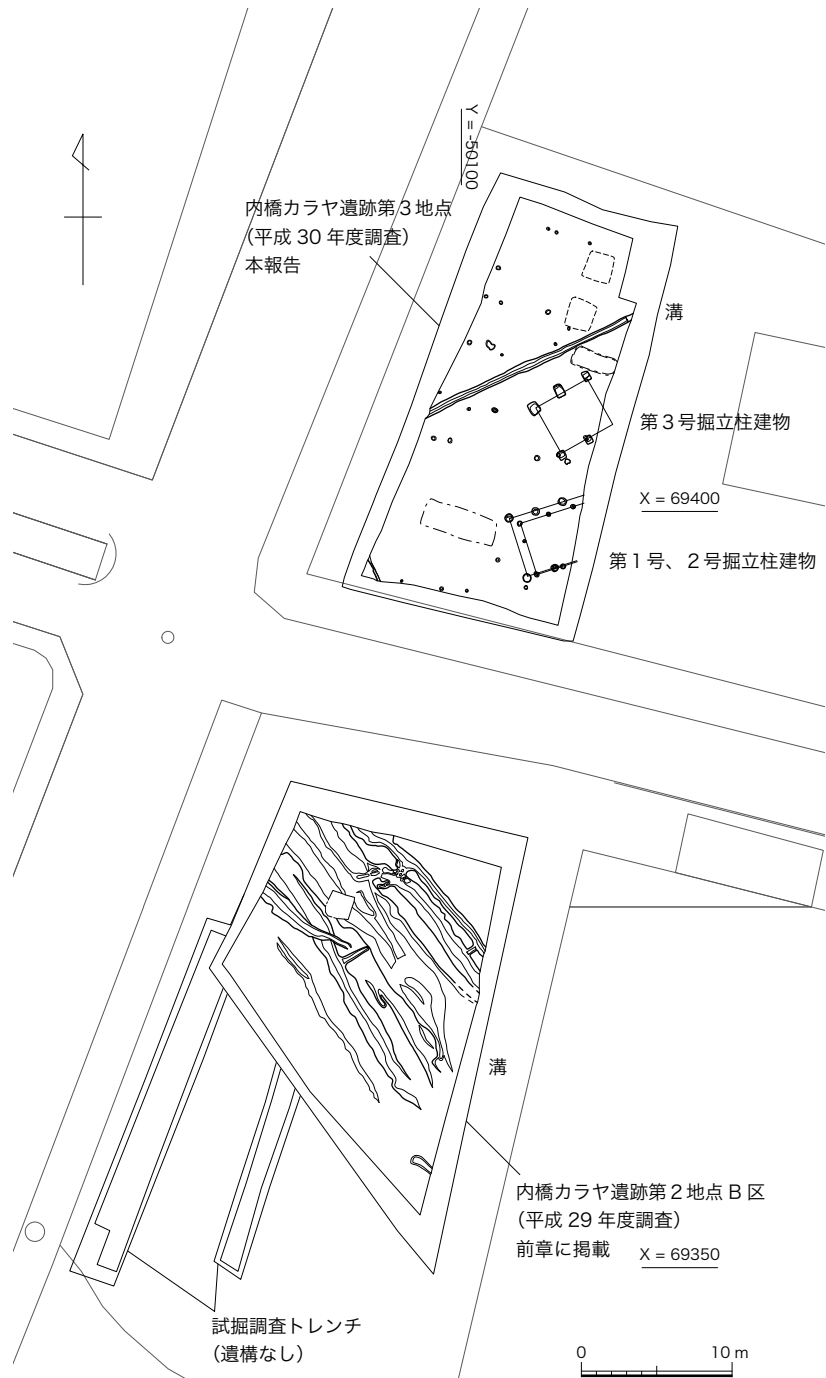 Y = -50100
内橋カラヤ遺跡第３地点
（平成 30 年度調査）
本報告
溝
第３号掘立柱建物
X = 69400
第１号、２号掘立柱建物
溝
内橋カラヤ遺跡第２地点 B 区
（平成 29 年度調査）
前章に掲載
X = 69350
試掘調査トレンチ
（遺構なし）
0
10 m